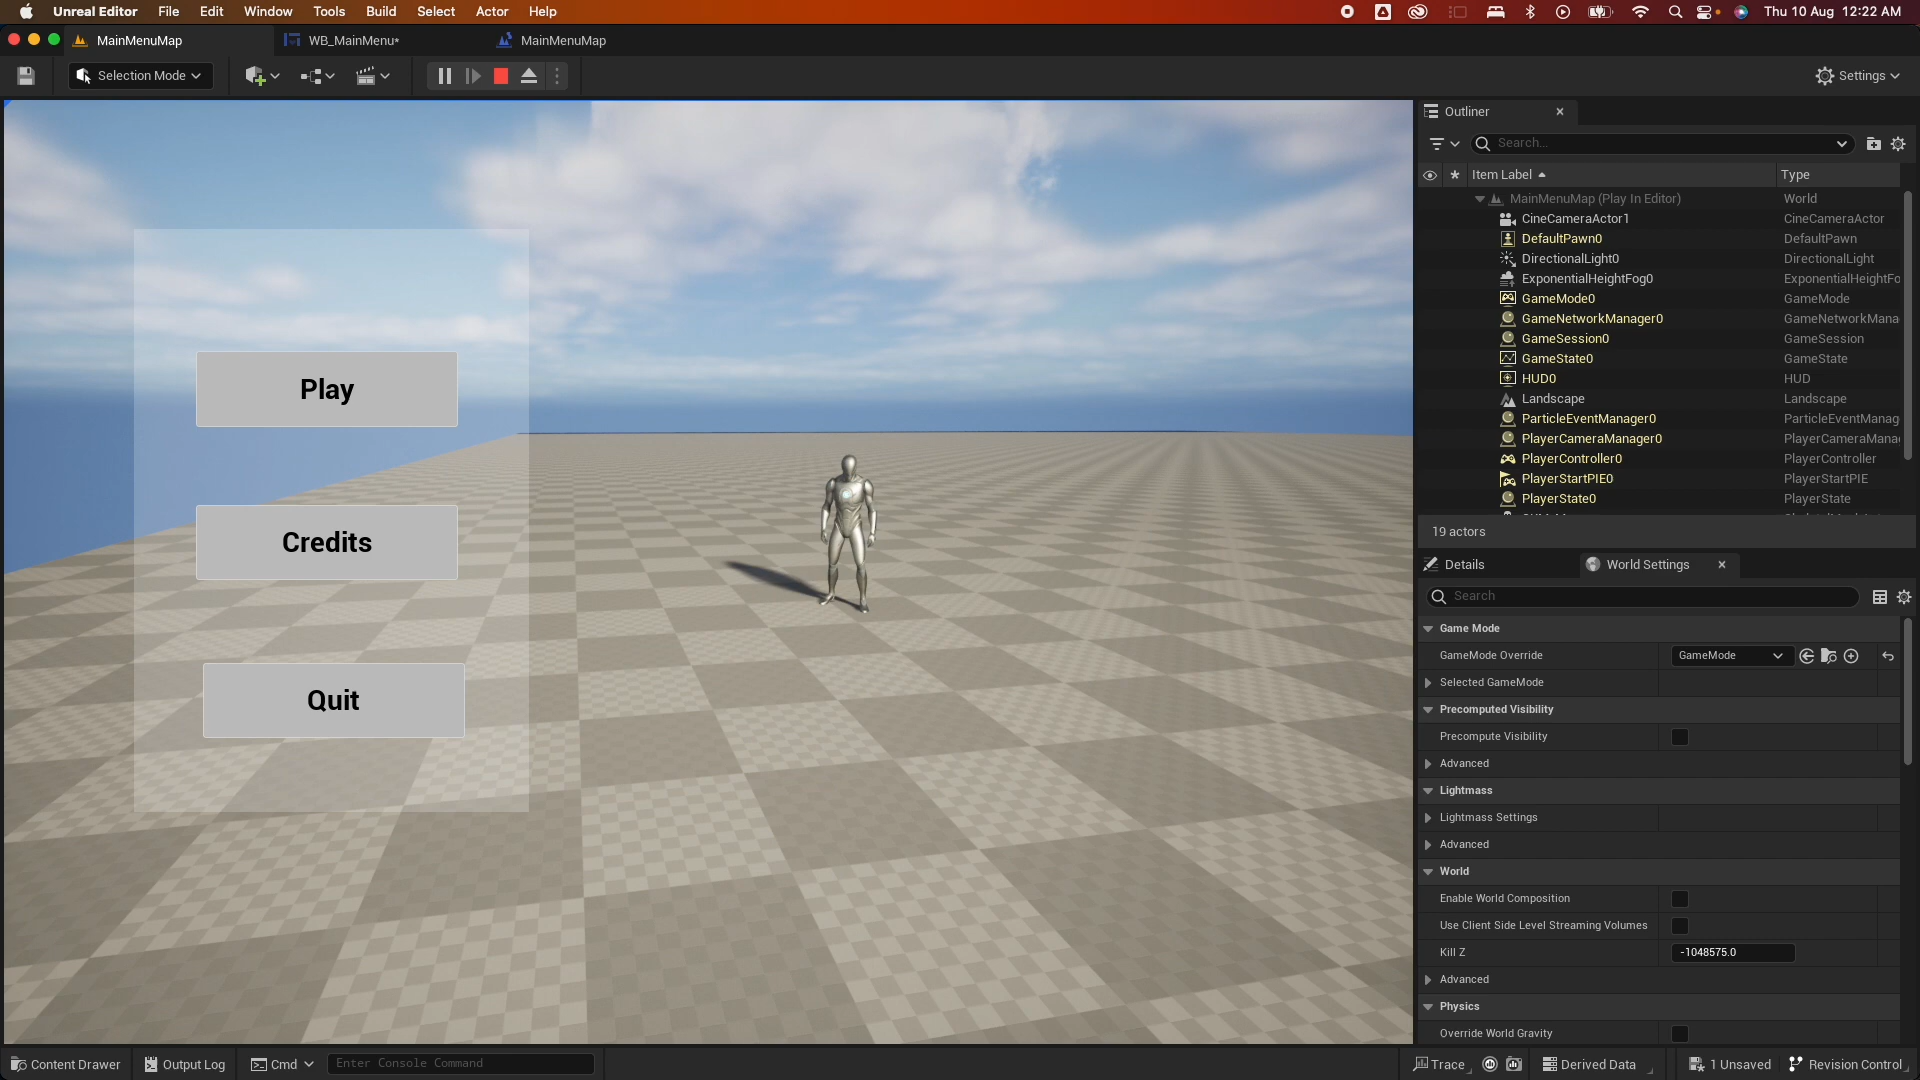 Unreal Editor File Edit Window Tools Build Select Actor Help Thu 10 Aug 12:22 AM
MainMenuMap WB_MainMenu* MainMenuMap
Selection Mode Settings
Outliner
Search...
Item Label Type
MainMenuMap (Play In Editor) World
CineCameraActor1 CineCameraActor
DefaultPawn0 DefaultPawn
DirectionalLight0 DirectionalLight
ExponentialHeightFog0 ExponentialHeightFo
GameMode0 GameMode
GameNetworkManager0 GameNetworkMana
GameSession0 GameSession
GameState0 GameState
HUD0 HUD
Landscape Landscape
ParticleEventManager0 ParticleEventManag
PlayerCameraManager0 PlayerCameraMana
PlayerController0 PlayerController
PlayerStartPIE0 PlayerStartPIE
PlayerState0 PlayerState
19 actors
Play
Credits
Quit
Details World Settings
Search
Game Mode
GameMode Override GameMode
Selected GameMode
Precomputed Visibility
Precompute Visibility
Advanced
Lightmass
Lightmass Settings
Advanced
World
Enable World Composition
Use Client Side Level Streaming Volumes
Kill Z -1048575.0
Advanced
Physics
Override World Gravity
Content Drawer Output Log Cmd Enter Console Command Trace Derived Data 1 Unsaved Revision Control